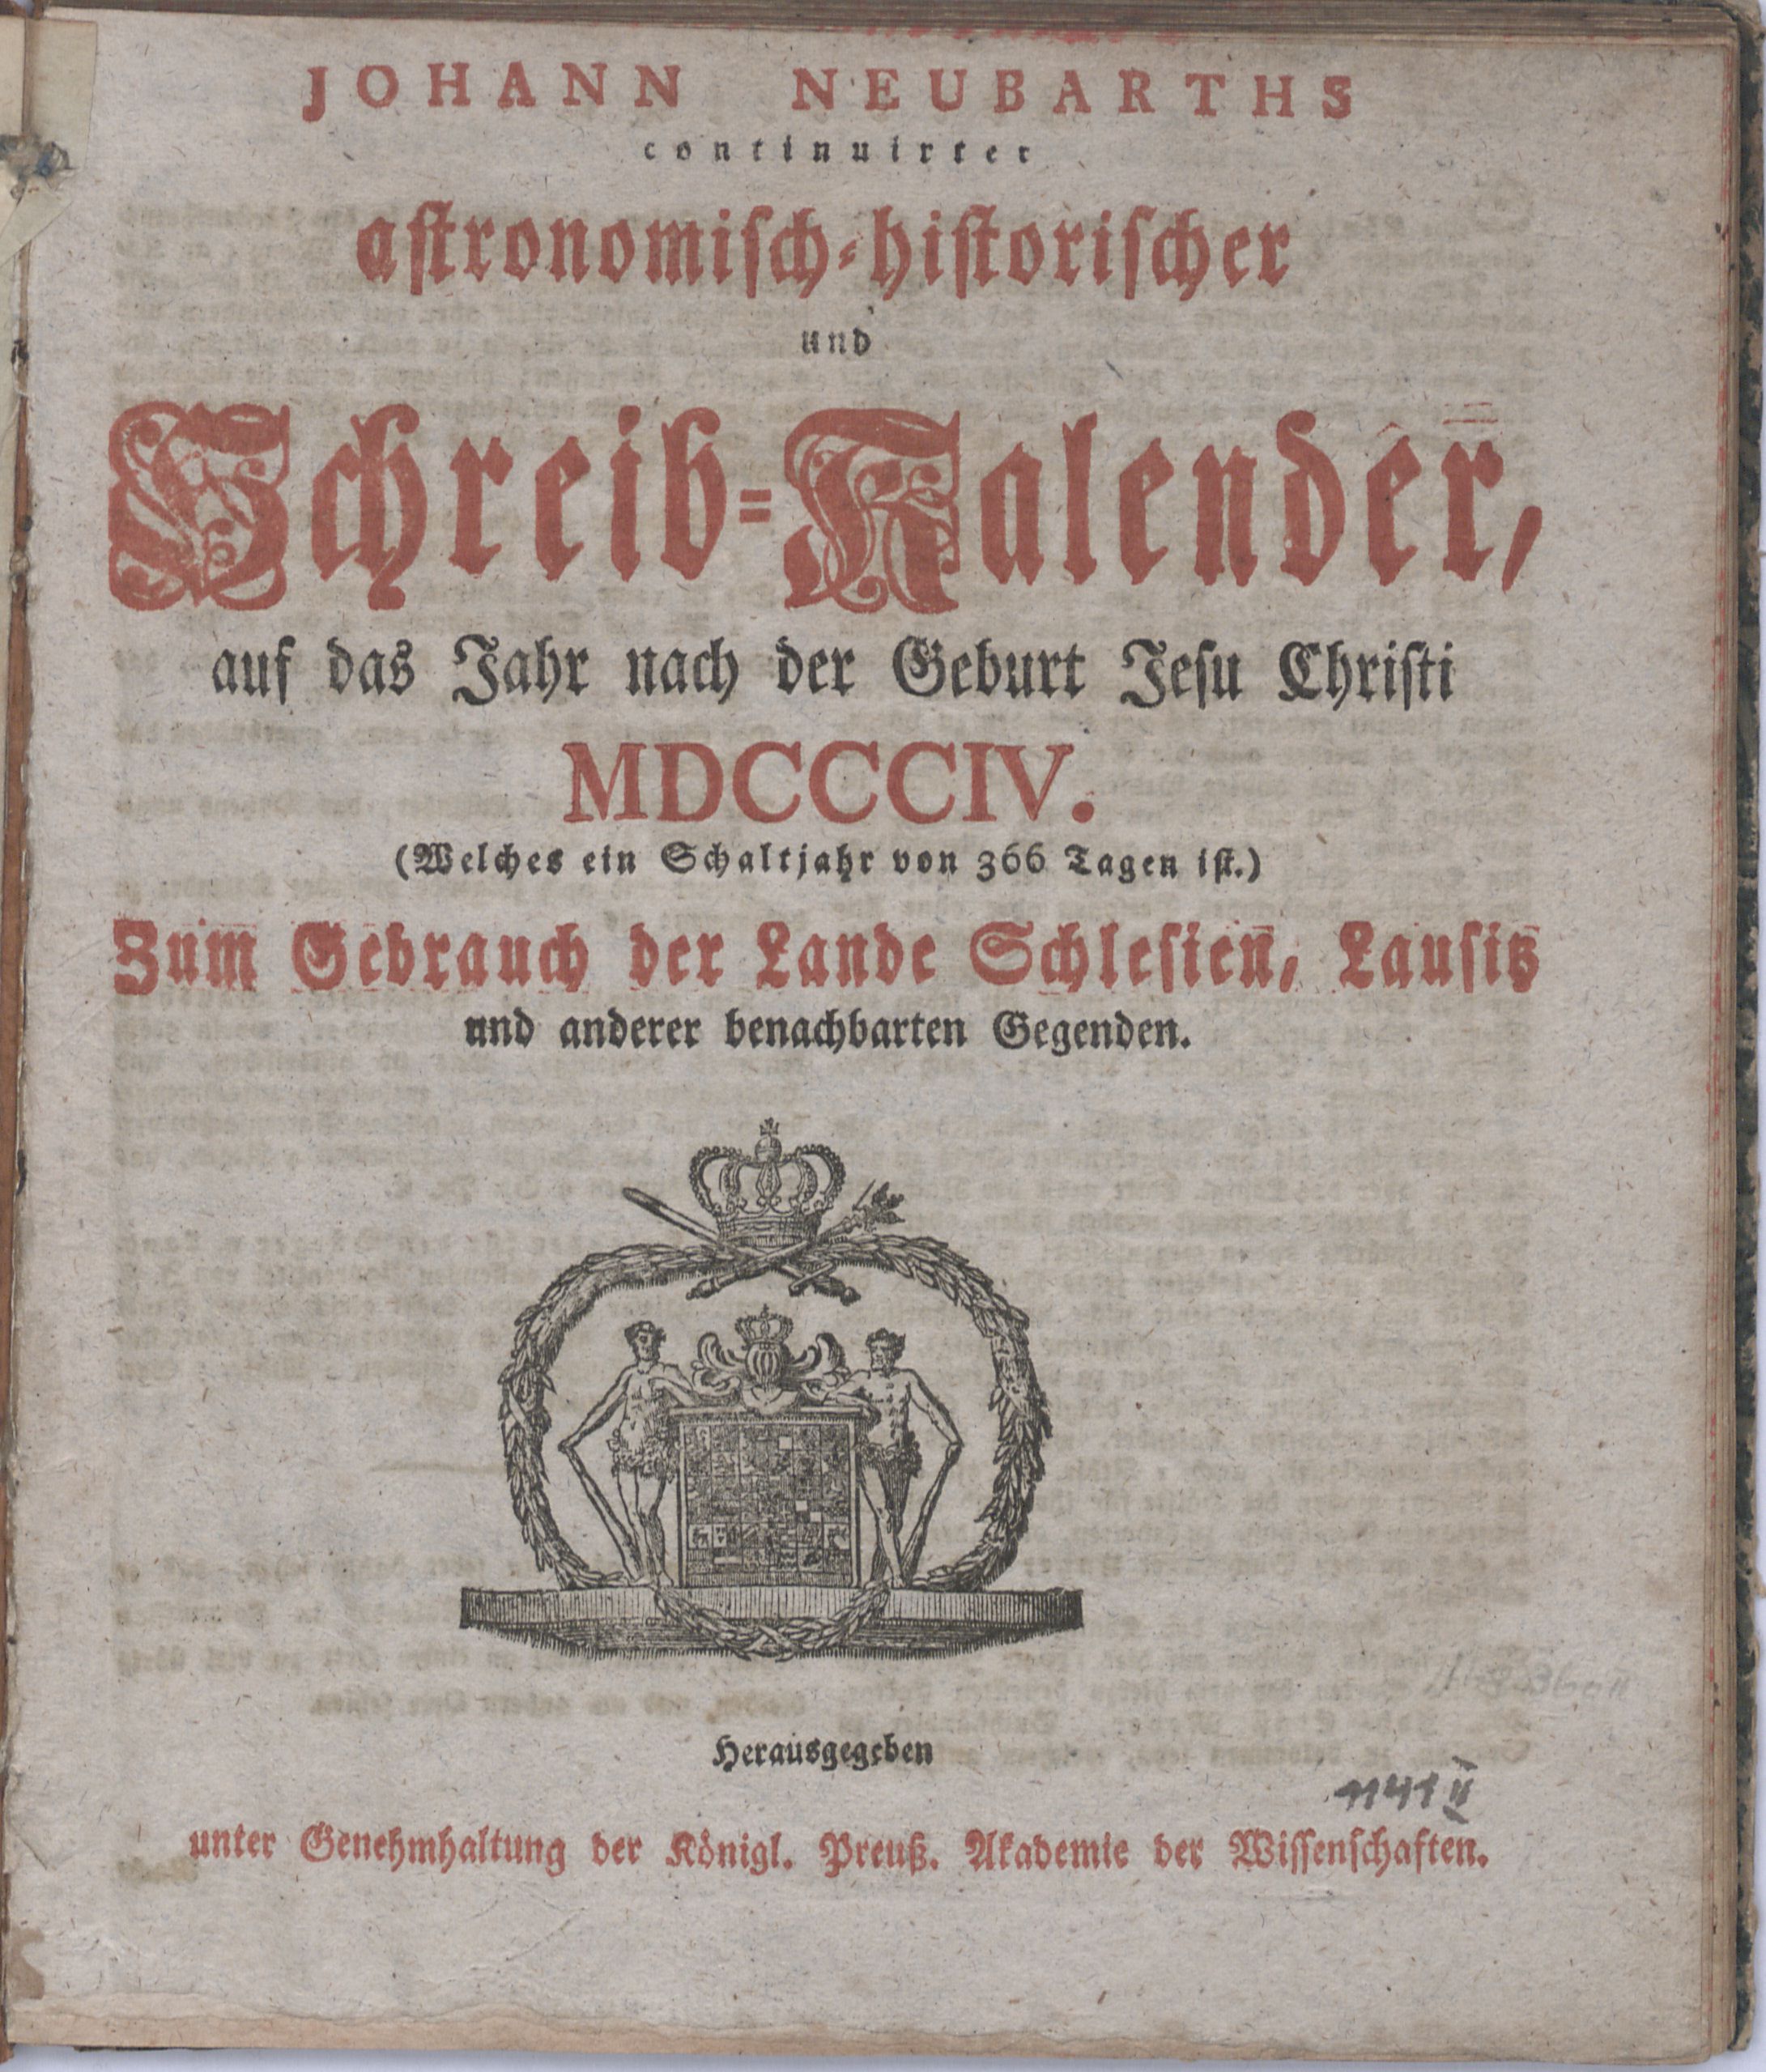 JOHANN NEUBARTHS
continuirter
astronomisch-historischer
und
Schreib-Kalender,
auf das Jahr nach der Geburt Jesu Christi
MDCCCIV.
(Welches ein Schaltjahr von 366 Tagen ist.)
Zum Gebrauch der Lande Schlesien, Lausitz
und anderer benachbarten Gegenden.
Herausgegeben
1141 II
unter Genehmhaltung der Königl. Preuß. Akademie der Wissenschaften.